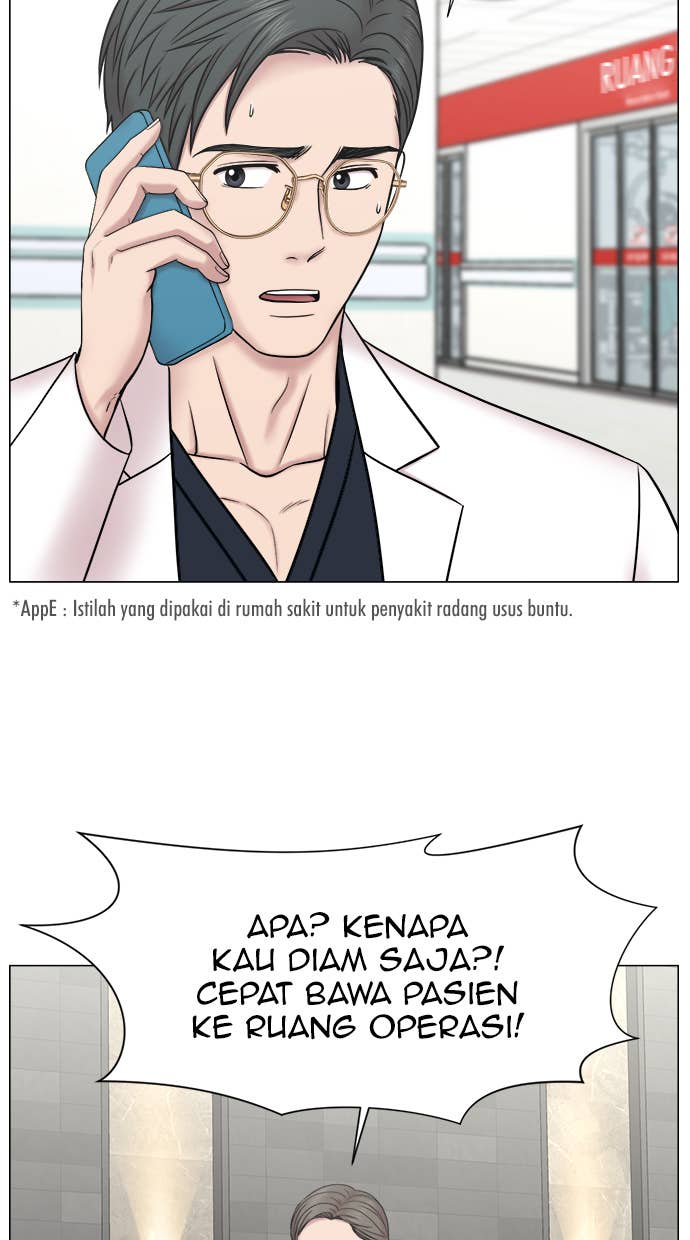 RUANG
*AppE : Istilah yang dipakai di rumah sakit untuk penyakit radang usus buntu.
APA? KENAPA
KAU DIAM SAJA?!
CEPAT BAWA PASIEN
KE RUANG OPERASI!